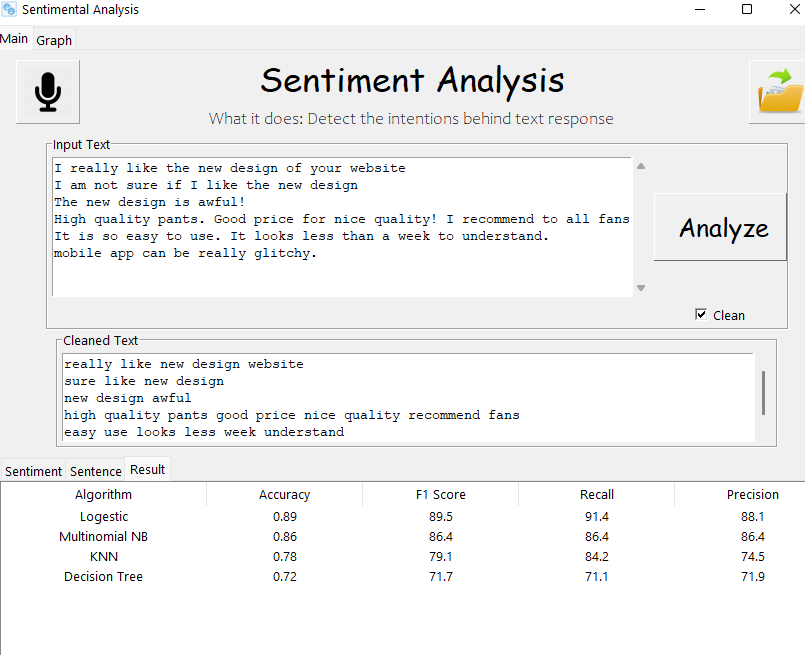 Sentimental Analysis
Main Graph
Sentiment Analysis
What it does: Detect the intentions behind text response
Input Text
I really like the new design of your website
I am not sure if I like the new design
The new design is awful!
High quality pants. Good price for nice quality! I recommend to all fans
It is so easy to use. It looks less than a week to understand.
mobile app can be really glitchy.
Analyze
Clean
Cleaned Text
really like new design website
sure like new design
new design awful
high quality pants good price nice quality recommend fans
easy use looks less week understand
Sentiment Sentence Result
Algorithm Accuracy F1 Score Recall Precision
Logestic 0.89 89.5 91.4 88.1
Multinomial NB 0.86 86.4 86.4 86.4
KNN 0.78 79.1 84.2 74.5
Decision Tree 0.72 71.7 71.1 71.9